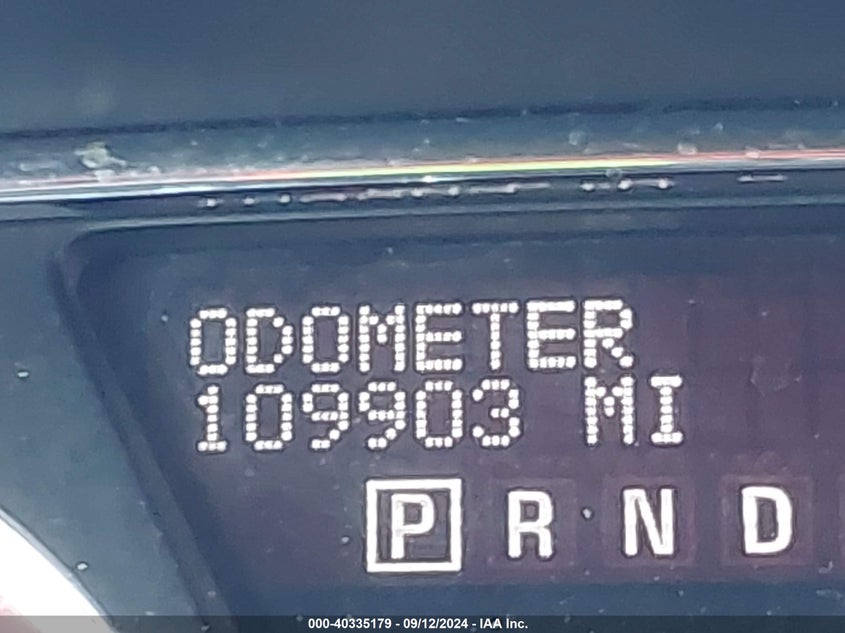 ODOMETER
109903 MI
P R N D
000-40335179 - 09/12/2024 - IAA Inc.